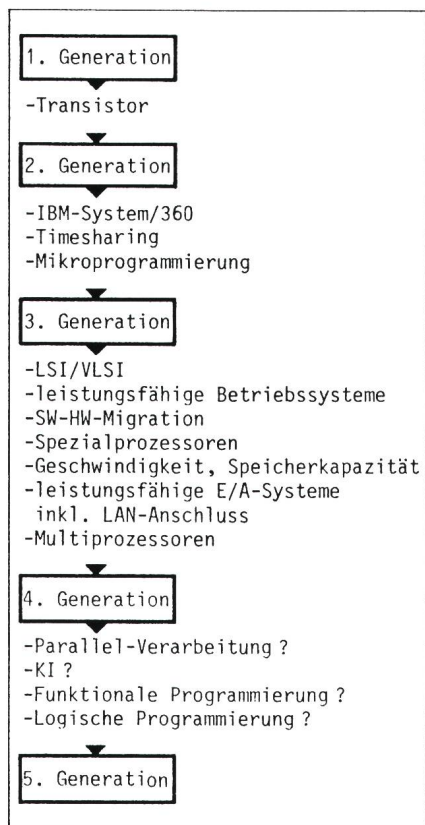 1. Generation
-Transistor
2. Generation
-IBM-System/360
-Timesharing
-Mikroprogrammierung
3. Generation
-LSI/VLSI
-leistungsfähige Betriebssysteme
-SW-HW-Migration
-Spezialprozessoren
-Geschwindigkeit, Speicherkapazität
-leistungsfähige E/A-Systeme
inkl. LAN-Anschluss
-Multiprozessoren
4. Generation
-Parallel-Verarbeitung ?
-KI ?
-Funktionale Programmierung ?
-Logische Programmierung ?
5. Generation